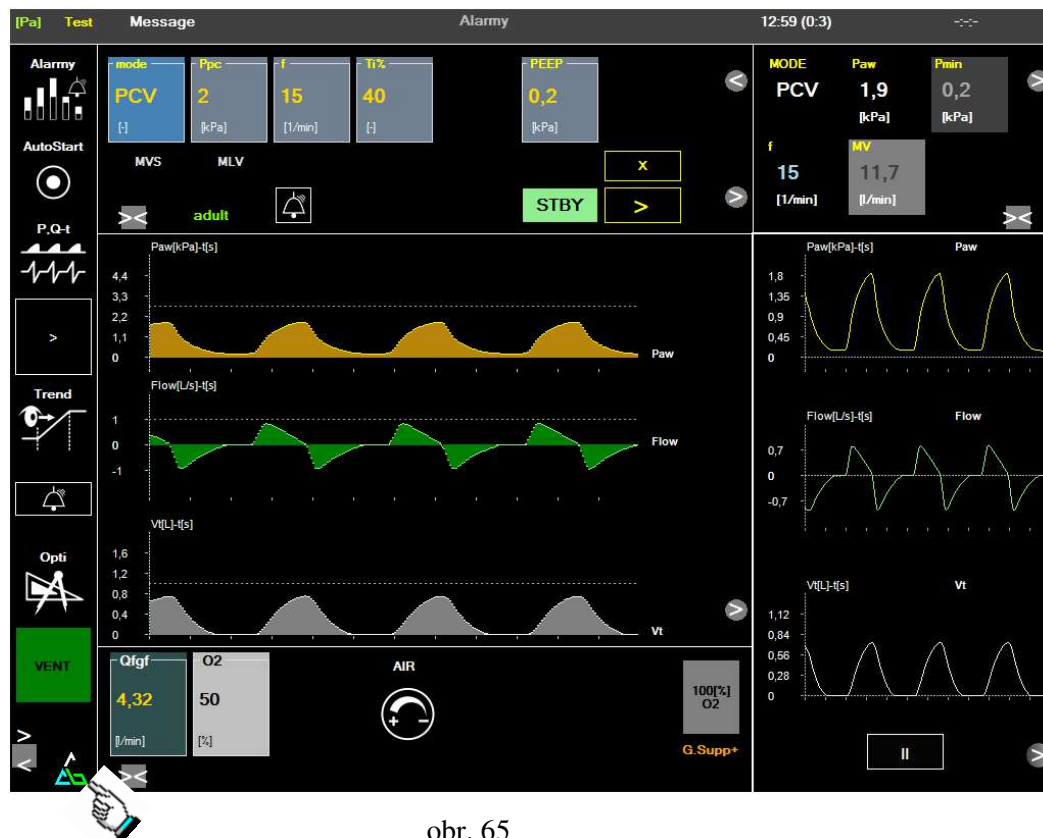 [Pa] Test Message Alarmy 12:59 (0:3) -:-:-
Alarmy
AutoStart
P,Q-t
>
Trend
Opti
VENT
>
<
mode Ppc f Ti% PEEP
PCV 2 15 40 0,2
[-] [kPa] [1/min] [-] [kPa]
<
MVS MLV x
adult STBY > >
><
MODE Paw Pmin
PCV 1,9 0,2
[kPa] [kPa]
>
f MV
15 11,7
[1/min] [l/min]
><
Paw[kPa]-t[s]
4,4
3,3
2,2
1,1
0
Paw
Flow[L/s]-t[s]
1
0
-1
Flow
Vt[L]-t[s]
1,6
1,2
0,8
0,4
0
Vt
>
Paw[kPa]-t[s] Paw
1,8
1,35
0,9
0,45
0
Flow[L/s]-t[s] Flow
0,7
0
-0,7
Vt[L]-t[s] Vt
1,12
0,84
0,56
0,28
0
II
>
Qfgf O2 AIR
4,32 50
[l/min] [%]
+ -
100[%]
O2
G.Supp+
><
obr. 65